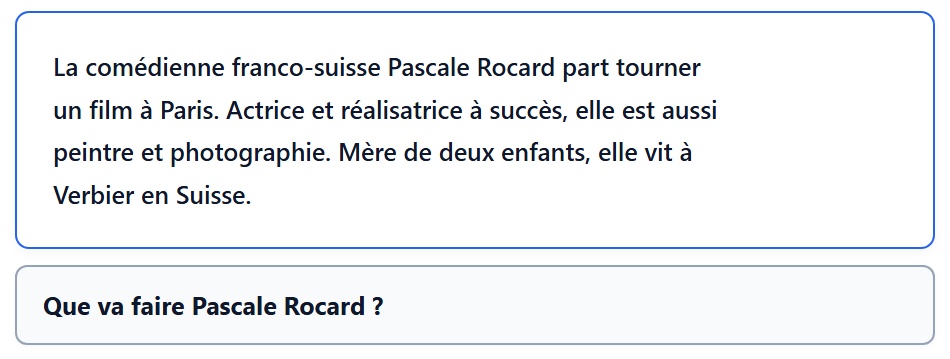 La comédienne franco-suisse Pascale Rocard part tourner
un film à Paris. Actrice et réalisatrice à succès, elle est aussi
peintre et photographie. Mère de deux enfants, elle vit à
Verbier en Suisse.
Que va faire Pascale Rocard ?